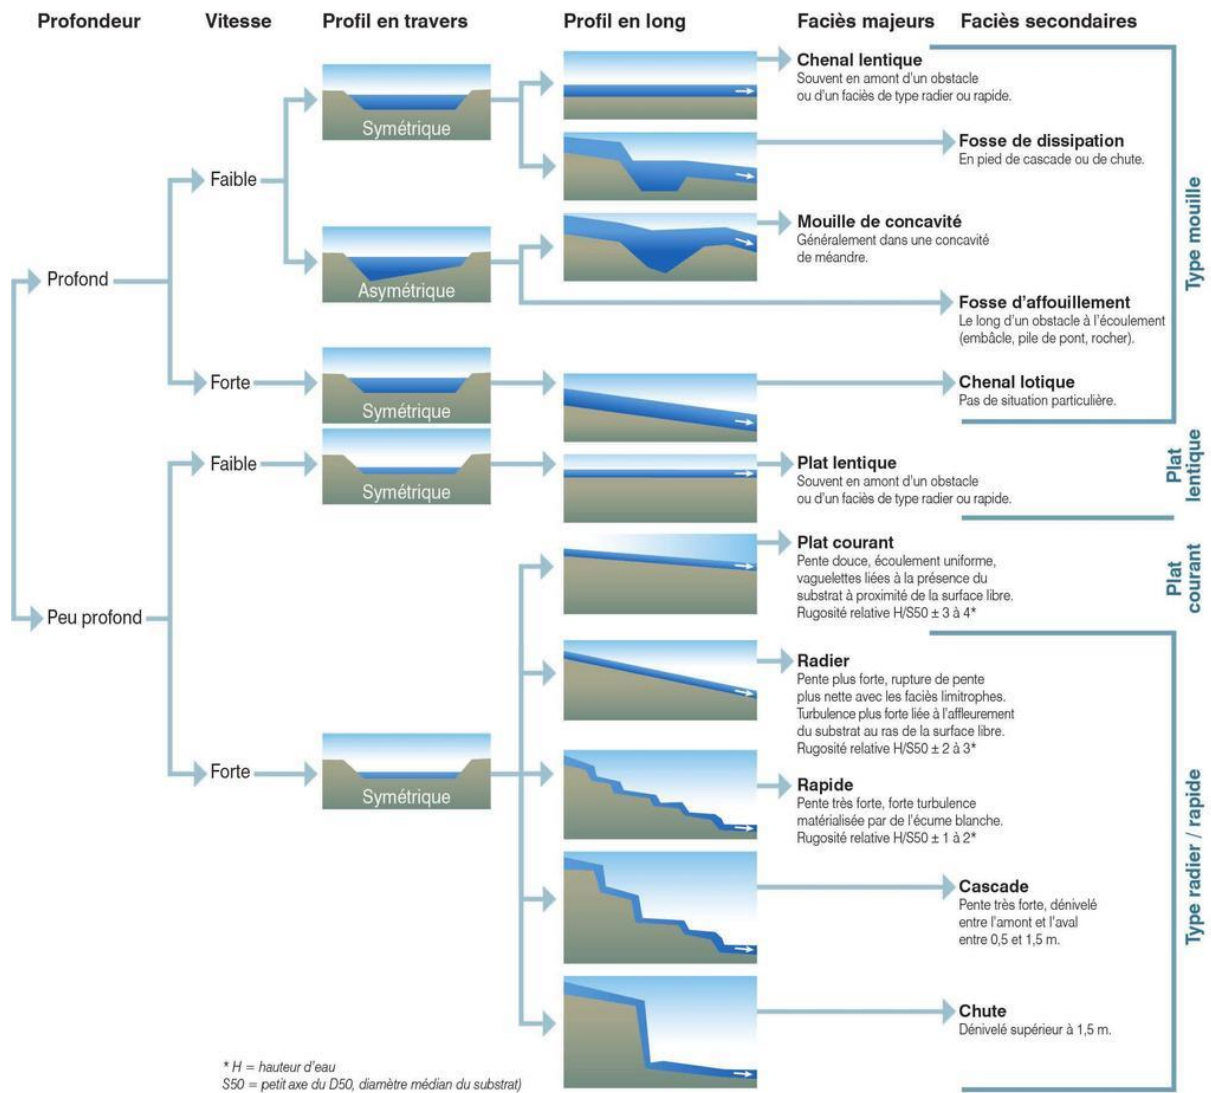 Profondeur
Vitesse
Profil en travers
Profil en long
Faciès majeurs
Faciès secondaires
Profond
Faible
Symétrique
Chenal lentique
Souvent en amont d'un obstacle
ou d'un faciès de type radier ou rapide.
Fosse de dissipation
En pied de cascade ou de chute.
Asymétrique
Mouille de concavité
Généralement dans une concavité
de méandre.
Fosse d'affouillement
Le long d'un obstacle à l'écoulement
(embâcle, pile de pont, rocher).
Forte
Symétrique
Chenal lotique
Pas de situation particulière.
Type mouille
Peu profond
Faible
Symétrique
Plat lentique
Souvent en amont d'un obstacle
ou d'un faciès de type radier ou rapide.
Plat
lentique
Forte
Symétrique
Plat courant
Pente douce, écoulement uniforme,
vaguelettes liées à la présence du
substrat à proximité de la surface libre.
Rugosité relative H/S50 ± 3 à 4*
Plat
courant
Radier
Pente plus forte, rupture de pente
plus nette avec les faciès limitrophes.
Turbulence plus forte liée à l'affleurement
du substrat au ras de la surface libre.
Rugosité relative H/S50 ± 2 à 3*
Rapide
Pente très forte, forte turbulence
matérialisée par de l'écume blanche.
Rugosité relative H/S50 ± 1 à 2*
Cascade
Pente très forte, dénivelé
entre l'amont et l'aval
entre 0,5 et 1,5 m.
Chute
Dénivelé supérieur à 1,5 m.
Type radier / rapide
* H = hauteur d'eau
S50 = petit axe du D50, diamètre médian du substrat)